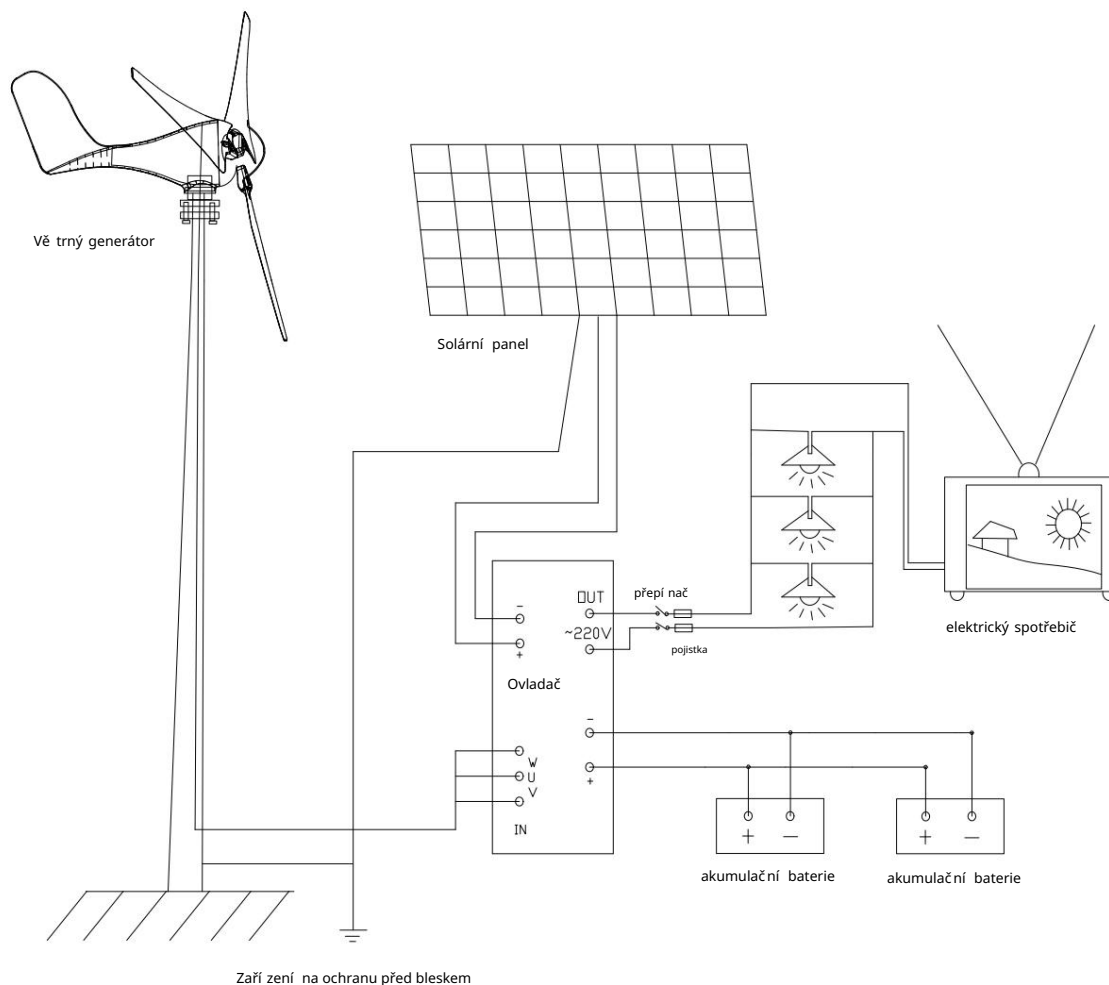 Vě trný generátor
Solární panel
OUT
přepí nač
~220V
pojistka
-
+
Ovladač
elektrický spotřebič
W
U
V
IN
-
+
+ −
+ −
akumulační baterie
akumulační baterie
Zaří zení na ochranu před bleskem